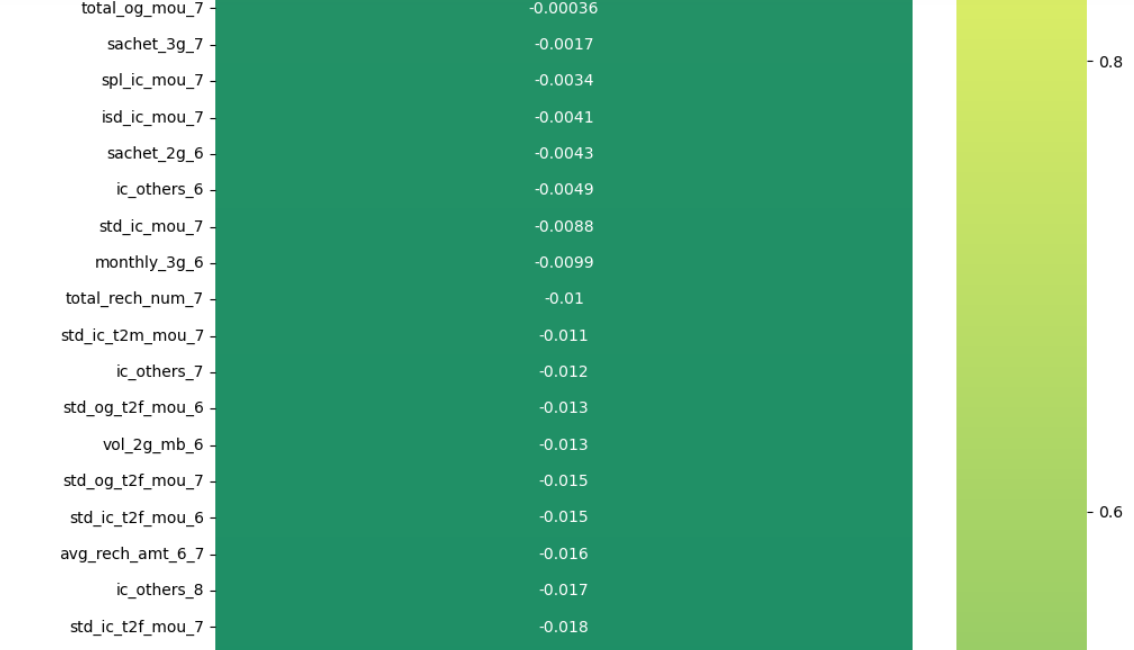 total_og_mou_7 -0.00036
sachet_3g_7 -0.0017
0.8
spl_ic_mou_7 -0.0034
isd_ic_mou_7 -0.0041
sachet_2g_6 -0.0043
ic_others_6 -0.0049
std_ic_mou_7 -0.0088
monthly_3g_6 -0.0099
total_rech_num_7 -0.01
std_ic_t2m_mou_7 -0.011
ic_others_7 -0.012
std_og_t2f_mou_6 -0.013
vol_2g_mb_6 -0.013
std_og_t2f_mou_7 -0.015
std_ic_t2f_mou_6 -0.015
0.6
avg_rech_amt_6_7 -0.016
ic_others_8 -0.017
std_ic_t2f_mou_7 -0.018